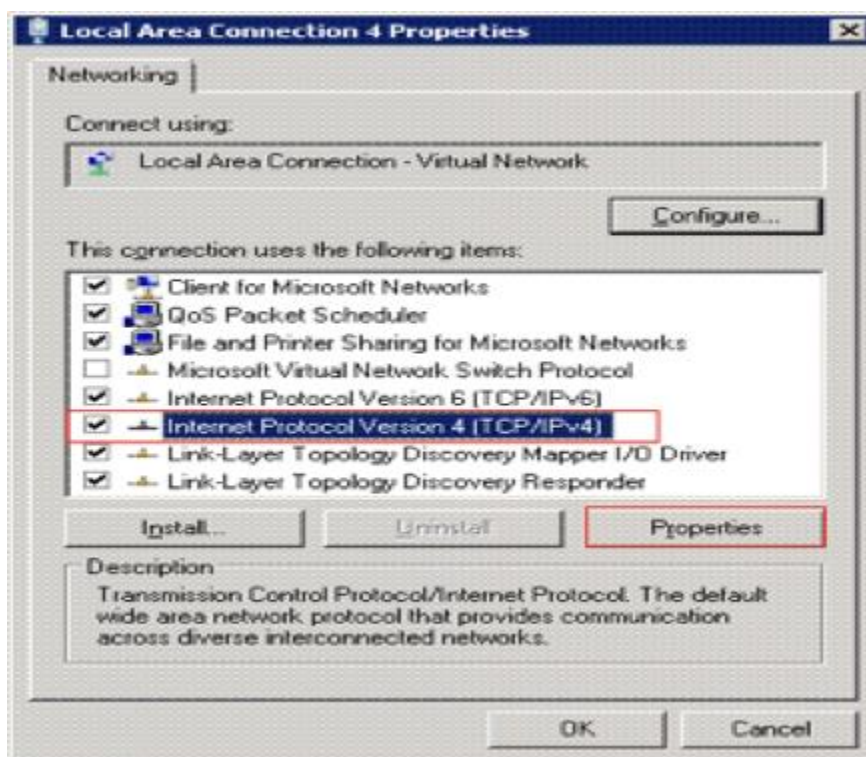 Local Area Connection 4 Properties
Networking
Connect using:
Local Area Connection - Virtual Network
Configure...
This connection uses the following items:
Client for Microsoft Networks
QoS Packet Scheduler
File and Printer Sharing for Microsoft Networks
Microsoft Virtual Network Switch Protocol
Internet Protocol Version 6 (TCP/IPv6)
Internet Protocol Version 4 (TCP/IPv4)
Link-Layer Topology Discovery Mapper I/O Driver
Link-Layer Topology Discovery Responder
Install... Uninstall Properties
Description
Transmission Control Protocol/Internet Protocol. The default
wide area network protocol that provides communication
across diverse interconnected networks.
OK Cancel